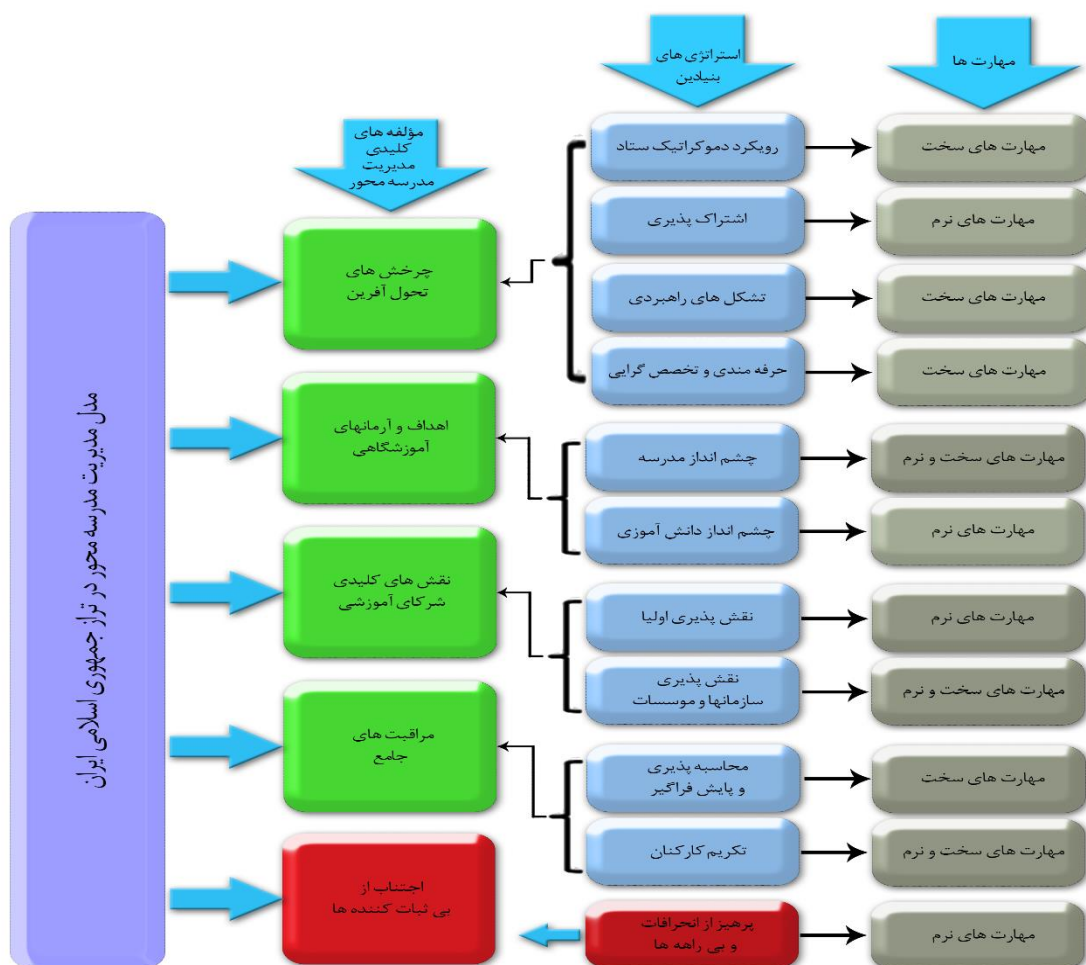 مهارت ها
استراتژی های
بنیادین
مؤلفه های
کلیدی
مدیریت
مدرسه محور
مهارت های سخت
رویکرد دموکراتیک ستاد
مهارت های نرم
اشتراک پذیری
چرخش های
تحول آفرین
مهارت های سخت
تشکل های راهبردی
مهارت های سخت
حرفه مندی و تخصص گرایی
مهارت های سخت و نرم
چشم انداز مدرسه
اهداف و آرمانهای
آموزشگاهی
مهارت های نرم
چشم انداز دانش آموزی
مهارت های نرم
نقش پذیری اولیا
نقش های کلیدی
شرکای آموزشی
مهارت های سخت و نرم
نقش پذیری
سازمانها و موسسات
مهارت های سخت
محاسبه پذیری
و پایش فراگیر
مراقبت های
جامع
مهارت های سخت و نرم
تکریم کارکنان
مهارت های نرم
پرهیز از انحرافات
و بی راهه ها
اجتناب از
بی ثبات کننده ها
مدل مدیریت مدرسه محور در تراز جمهوری اسلامی ایران